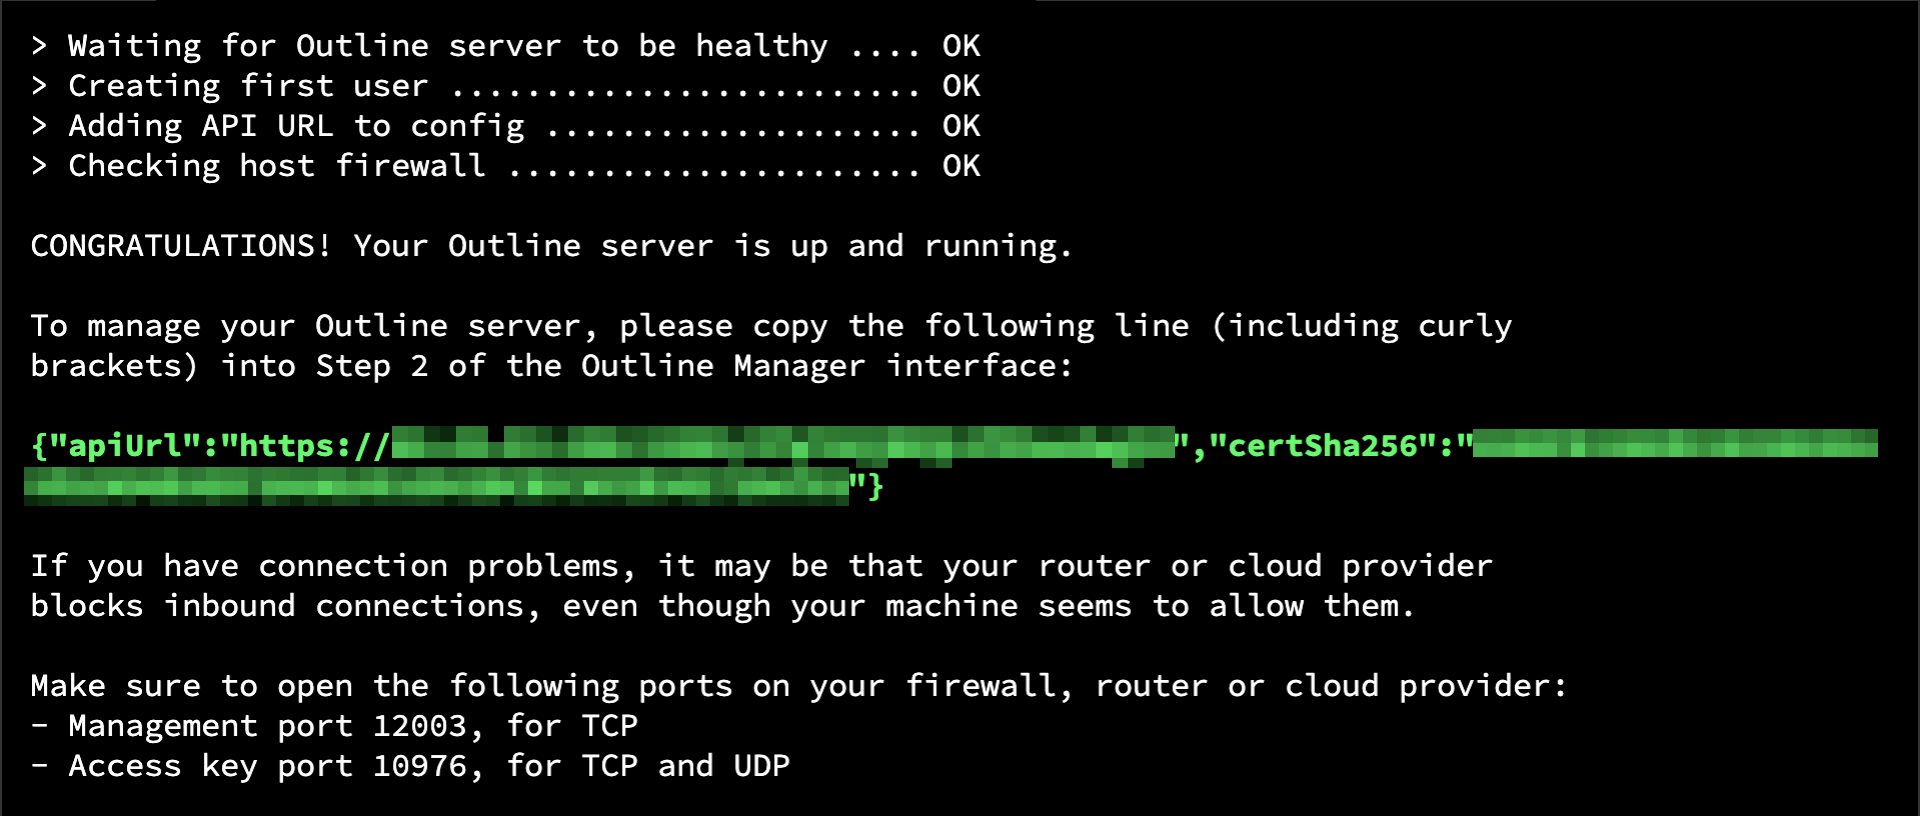 > Waiting for Outline server to be healthy .... OK
> Creating first user ......................... OK
> Adding API URL to config .................... OK
> Checking host firewall ...................... OK
CONGRATULATIONS! Your Outline server is up and running.
To manage your Outline server, please copy the following line (including curly
brackets) into Step 2 of the Outline Manager interface:
{"apiUrl":"https://","certSha256":"
"}
If you have connection problems, it may be that your router or cloud provider
blocks inbound connections, even though your machine seems to allow them.
Make sure to open the following ports on your firewall, router or cloud provider:
- Management port 12003, for TCP
- Access key port 10976, for TCP and UDP